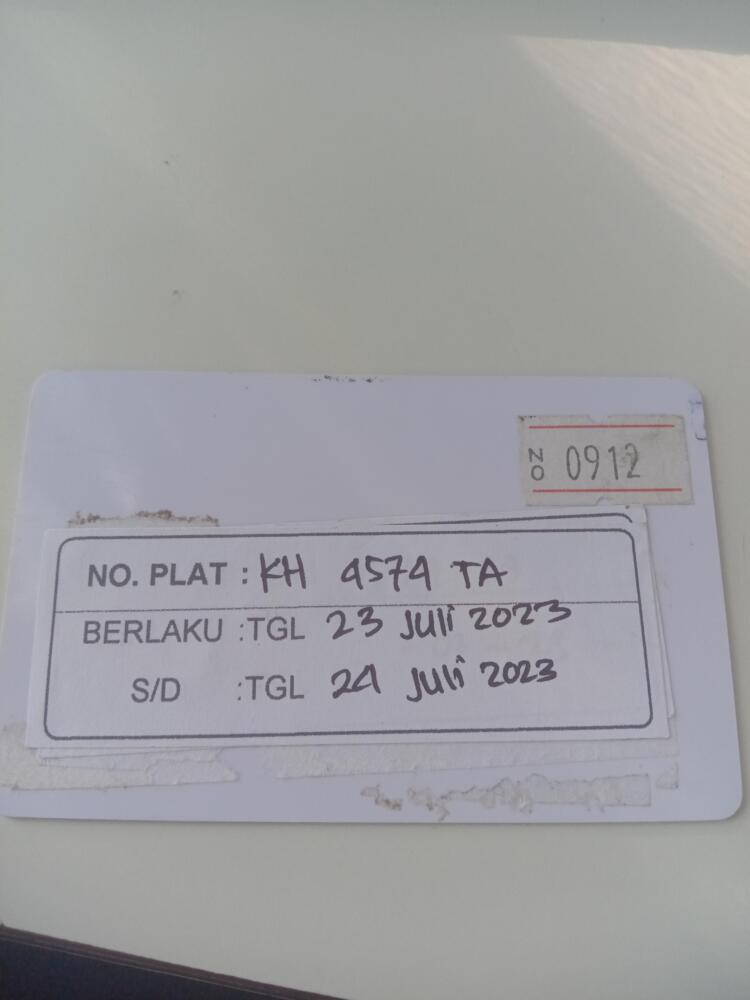 NO 0912
NO. PLAT : KH 4574 TA
BERLAKU :TGL 23 JULI 2023
S/D :TGL 24 JULI 2023